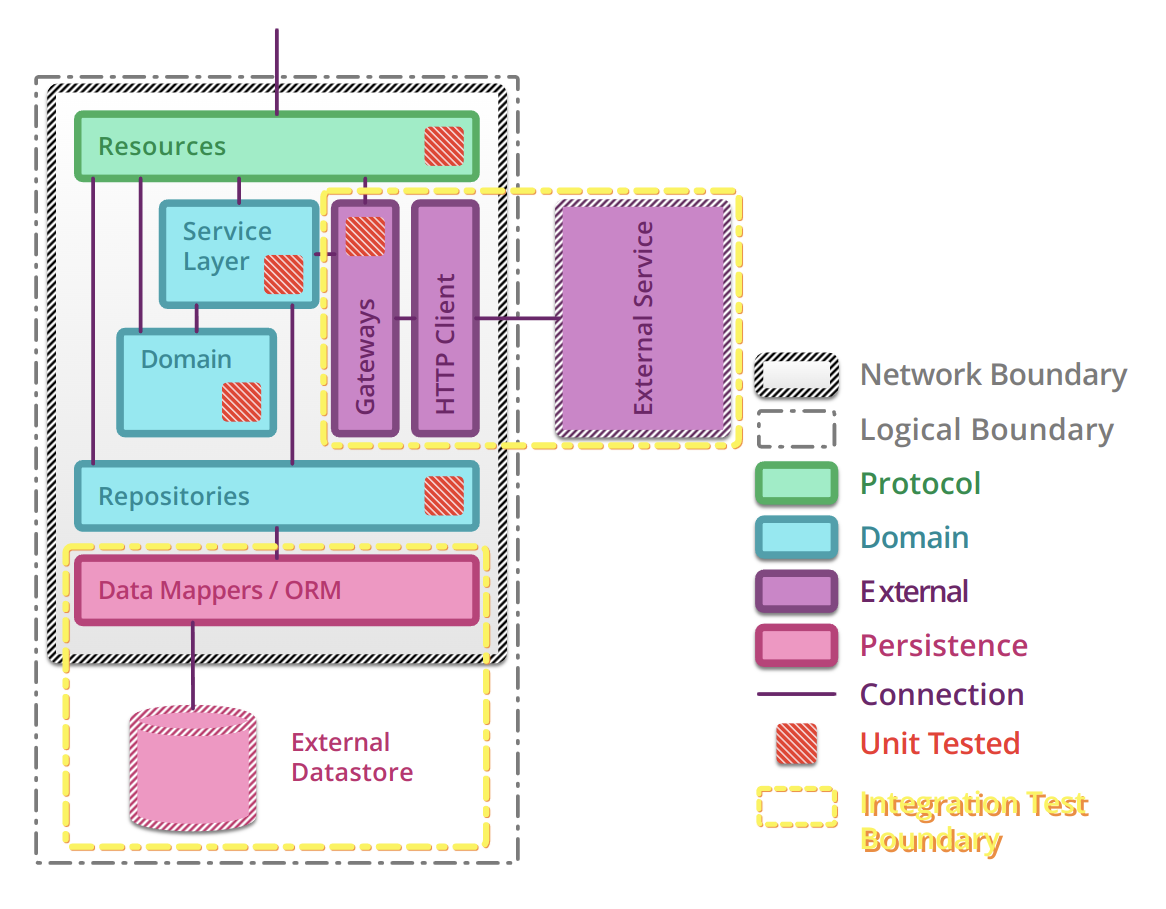 Resources
Service
Layer
Gateways
HTTP Client
External Service
Domain
Repositories
Data Mappers / ORM
External
Datastore
Network Boundary
Logical Boundary
Protocol
Domain
External
Persistence
Connection
Unit Tested
Integration Test
Boundary